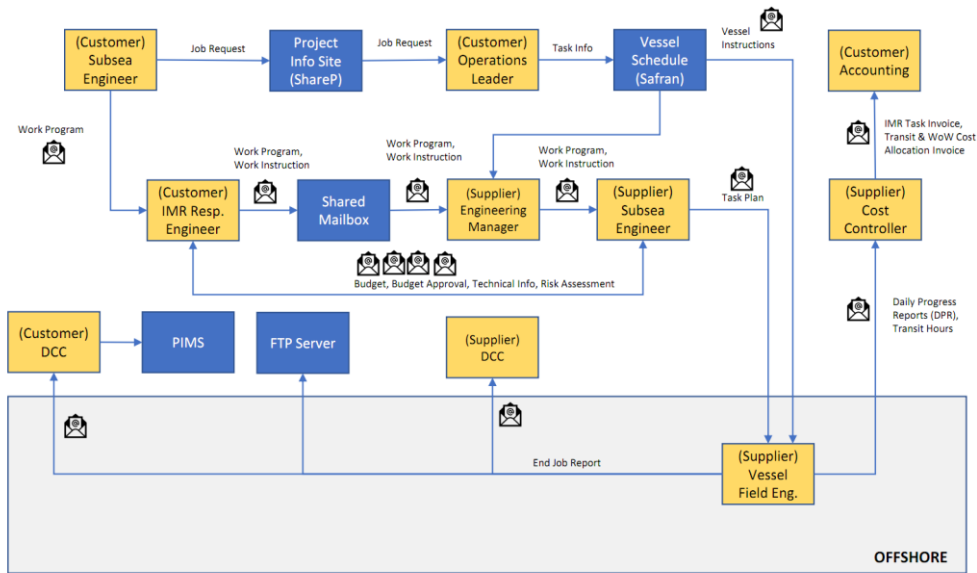 (Customer)
Subsea
Engineer
Job Request
Project
Info Site
(ShareP)
Job Request
(Customer)
Operations
Leader
Task Info
Vessel
Schedule
(Safran)
Vessel
Instructions
(Customer)
Accounting
Work Program
IMR Task Invoice,
Transit & WoW Cost
Allocation Invoice
(Customer)
IMR Resp.
Engineer
Work Program,
Work Instruction
Shared
Mailbox
Work Program,
Work Instruction
(Supplier)
Engineering
Manager
Work Program,
Work Instruction
(Supplier)
Subsea
Engineer
Task Plan
(Supplier)
Cost
Controller
Budget, Budget Approval, Technical Info, Risk Assessment
Daily Progress
Reports (DPR),
Transit Hours
(Customer)
DCC
PIMS
FTP Server
(Supplier)
DCC
End Job Report
(Supplier)
Vessel
Field Eng.
OFFSHORE